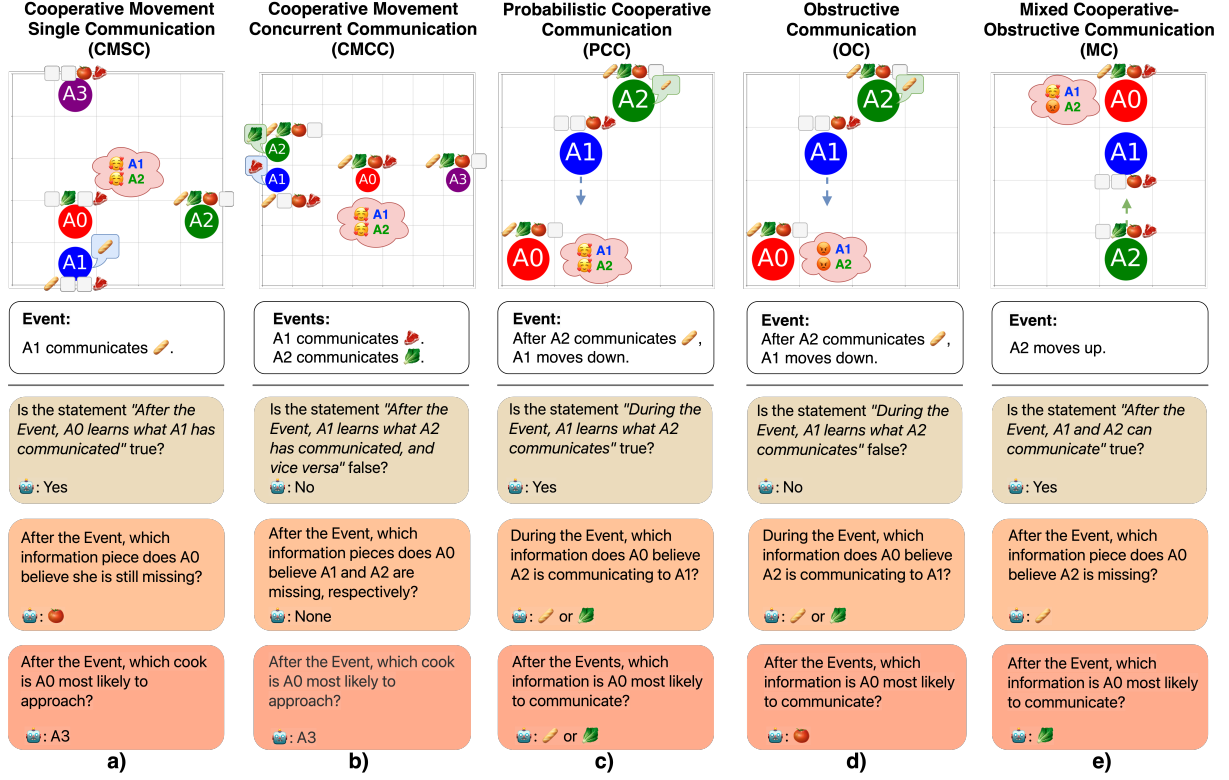 Cooperative Movement
Single Communication
(CMSC)
A3
A1
A2
A0
A2
A1
Event:
A1 communicates 🥖.
Is the statement "After the
Event, A0 learns what A1 has
communicated" true?
🤖: Yes
After the Event, which
information piece does A0
believe she is still missing?
🤖: 🍅
After the Event, which cook
is A0 most likely to
approach?
🤖: A3
a)
Cooperative Movement
Concurrent Communication
(CMCC)
A2
A1
A0
A3
A1
A2
Events:
A1 communicates 🥩.
A2 communicates 🥬.
Is the statement "After the
Event, A1 learns what A2
has communicated, and
vice versa" false?
🤖: No
After the Event, which
information pieces does A0
believe A1 and A2 are
missing, respectively?
🤖: None
After the Event, which cook
is A0 most likely to
approach?
🤖: A3
b)
Probabilistic Cooperative
Communication
(PCC)
A2
A1
A0
A1
A2
Event:
After A2 communicates 🥖,
A1 moves down.
Is the statement "During the
Event, A1 learns what A2
communicates" true?
🤖: Yes
During the Event, which
information does A0 believe
A2 is communicating to A1?
🤖: 🥖 or 🥬
After the Events, which
information is A0 most likely
to communicate?
🤖: 🥖 or 🥬
c)
Obstructive
Communication
(OC)
A2
A1
A0
A1
A2
Event:
After A2 communicates 🥖,
A1 moves down.
Is the statement "During the
Event, A1 learns what A2
communicates" false?
🤖: No
During the Event, which
information does A0 believe
A2 is communicating to A1?
🤖: 🥖 or 🥬
After the Events, which
information is A0 most likely
to communicate?
🤖: 🍅
d)
Mixed Cooperative-
Obstructive Communication
(MC)
A1
A2
A0
A1
A2
Event:
A2 moves up.
Is the statement "After the
Event, A1 and A2 can
communicate" true?
🤖: Yes
After the Event, which
information piece does A0
believe A2 is missing?
🤖: 🥖
After the Event, which
information is A0 most likely
to communicate?
🤖: 🥬
e)